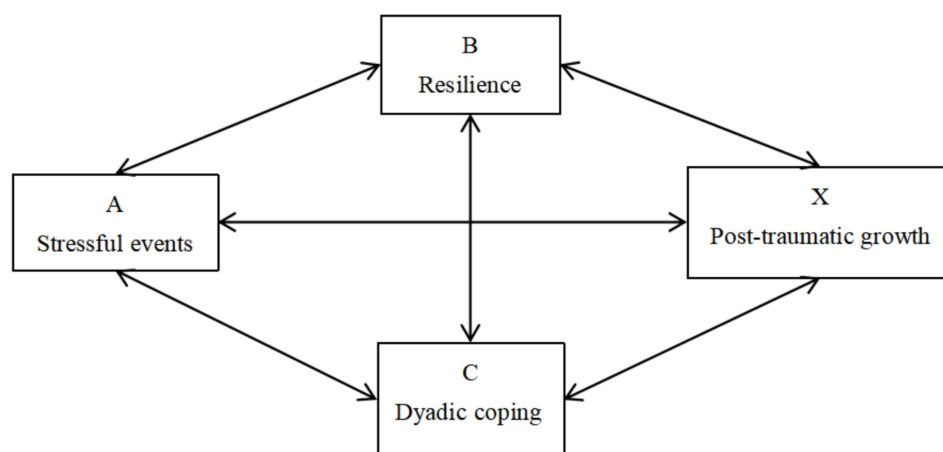 B
Resilience
A
Stressful events
X
Post-traumatic growth
C
Dyadic coping